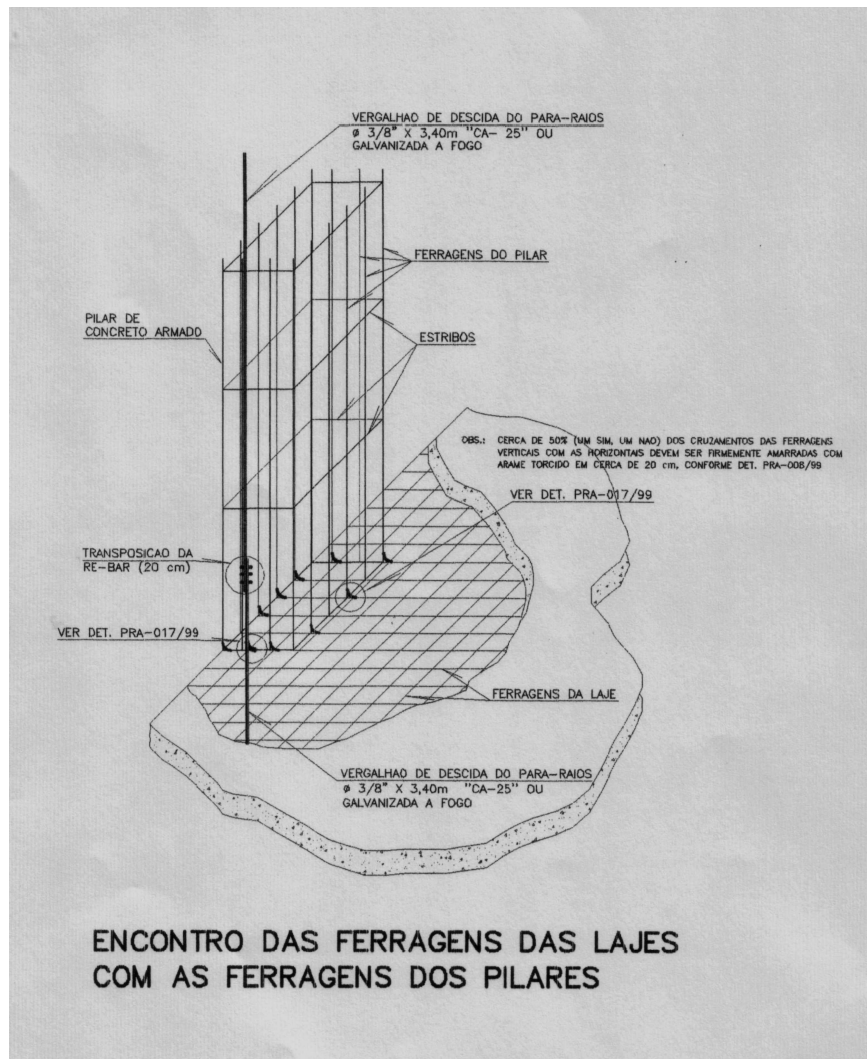 VERGALHAO DE DESCIDA DO PARA-RAIOS
ø 3/8" X 3,40m "CA- 25" OU
GALVANIZADA A FOGO
FERRAGENS DO PILAR
PILAR DE
CONCRETO ARMADO
ESTRIBOS
OBS.: CERCA DE 50% (UM SIM, UM NAO) DOS CRUZAMENTOS DAS FERRAGENS
VERTICAIS COM AS HORIZONTAIS DEVEM SER FIRMEMENTE AMARRADAS COM
ARAME TORCIDO EM CERCA DE 20 cm, CONFORME DET. PRA-008/99
VER DET. PRA-017/99
TRANSPOSICAO DA
RE-BAR (20 cm)
VER DET. PRA-017/99
FERRAGENS DA LAJE
VERGALHAO DE DESCIDA DO PARA-RAIOS
ø 3/8" X 3,40m "CA-25" OU
GALVANIZADA A FOGO
ENCONTRO DAS FERRAGENS DAS LAJES
COM AS FERRAGENS DOS PILARES